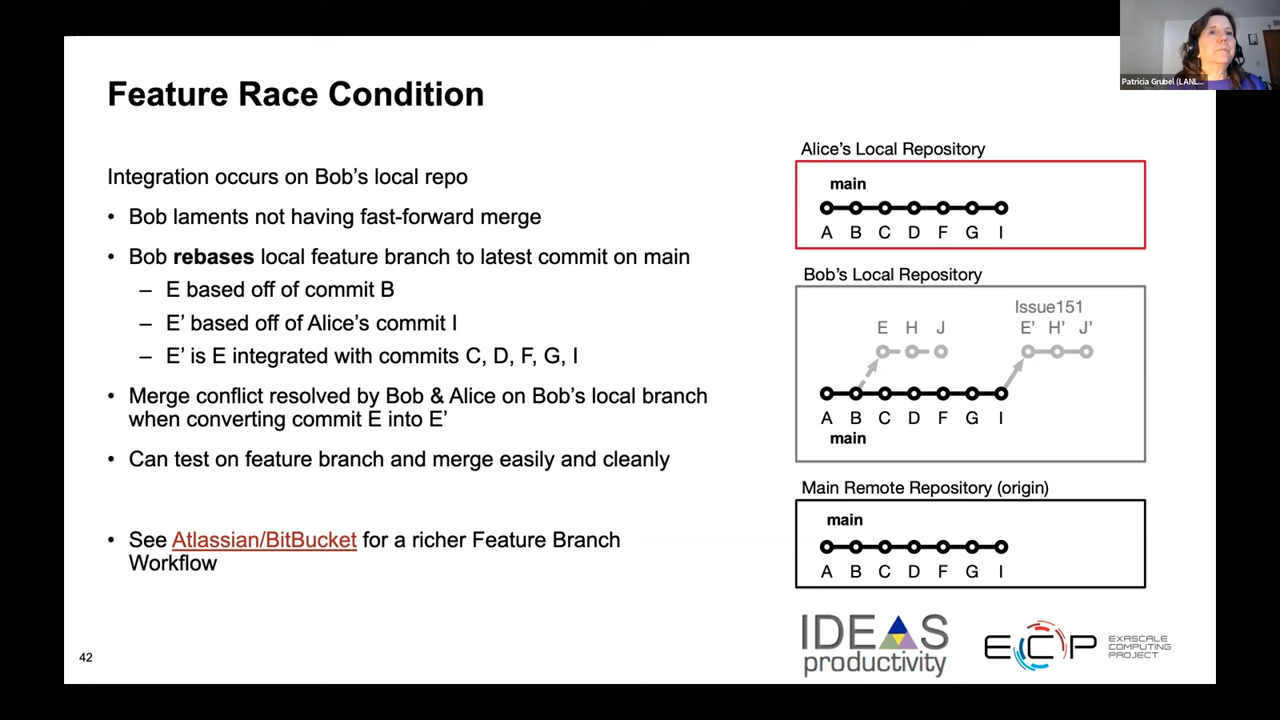 Patricia Grubel (LANL...
Feature Race Condition
Integration occurs on Bob's local repo
• Bob laments not having fast-forward merge
• Bob rebases local feature branch to latest commit on main
– E based off of commit B
– E' based off of Alice's commit I
– E' is E integrated with commits C, D, F, G, I
• Merge conflict resolved by Bob & Alice on Bob's local branch
when converting commit E into E'
• Can test on feature branch and merge easily and cleanly
• See Atlassian/BitBucket for a richer Feature Branch
Workflow
Alice's Local Repository
main
A B C D F G I
Bob's Local Repository
Issue151
E H J E' H' J'
A B C D F G I
main
Main Remote Repository (origin)
main
A B C D F G I
42
IDEAS
productivity
ECP
EXASCALE
COMPUTING
PROJECT